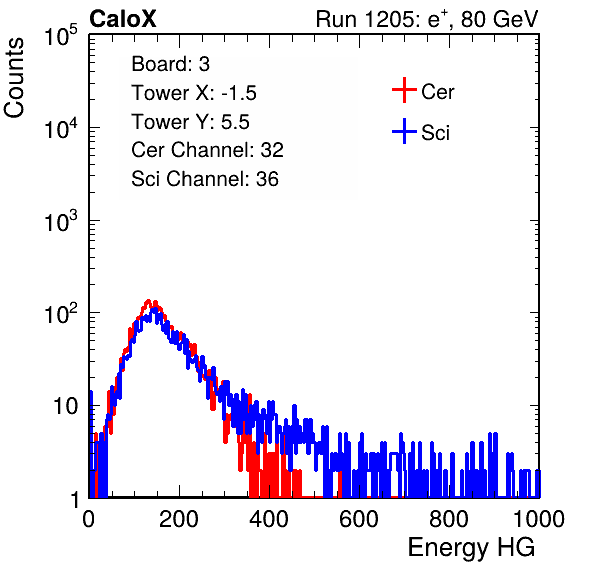 CaloX Run 1205: e⁺, 80 GeV
Counts
10⁵
10⁴
10³
10²
10
1
Board: 3
Tower X: -1.5
Tower Y: 5.5
Cer Channel: 32
Sci Channel: 36
Cer
Sci
0 200 400 600 800 1000
Energy HG